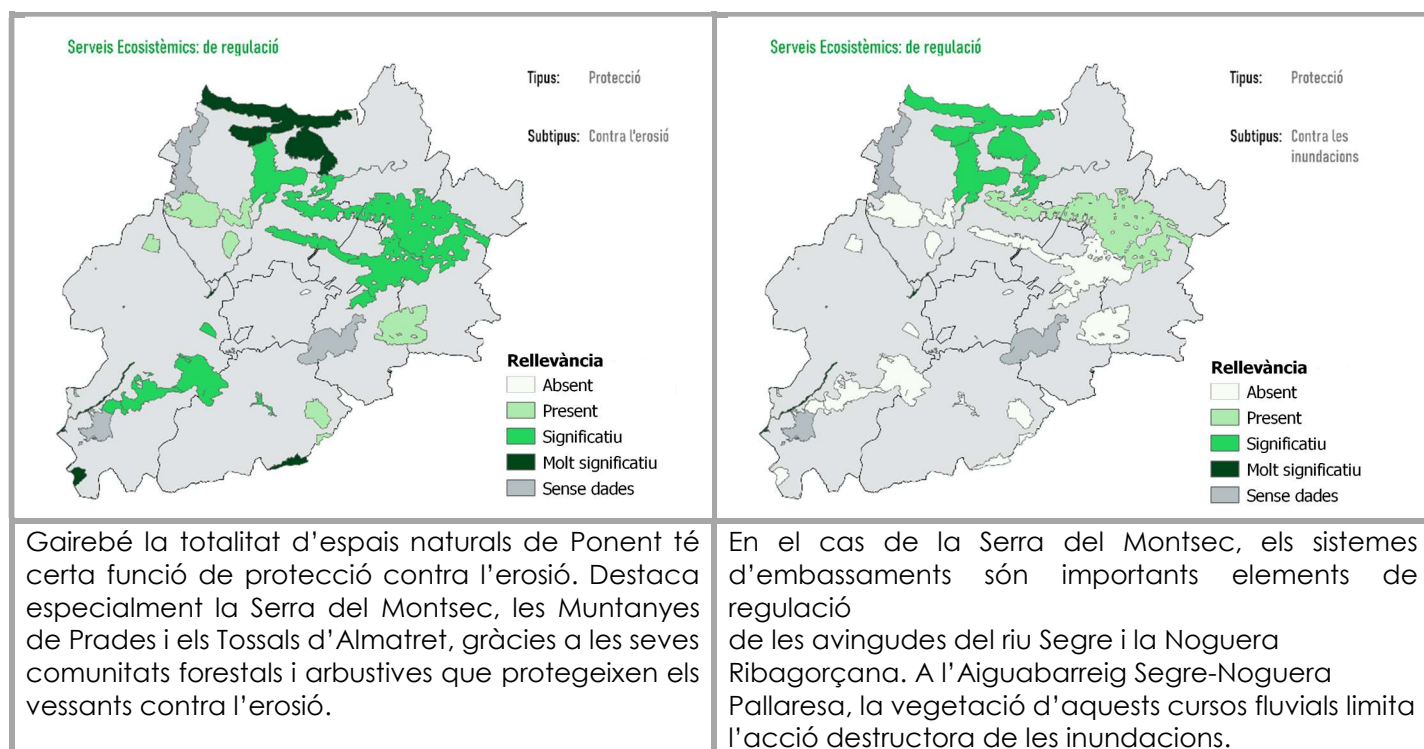 Serveis Ecosistèmics: de regulació
Tipus: Protecció
Subtipus: Contra l'erosió
Rellevància
Absent
Present
Significatiu
Molt significatiu
Sense dades
Gairebé la totalitat d’espais naturals de Ponent té
certa funció de protecció contra l’erosió. Destaca
especialment la Serra del Montsec, les Muntanyes
de Prades i els Tossals d’Almatret, gràcies a les seves
comunitats forestals i arbustives que protegeixen els
vessants contra l’erosió.
Serveis Ecosistèmics: de regulació
Tipus: Protecció
Subtipus: Contra les
inundacions
Rellevància
Absent
Present
Significatiu
Molt significatiu
Sense dades
En el cas de la Serra del Montsec, els sistemes
d’embassaments són importants elements de
regulació
de les avingudes del riu Segre i la Noguera
Ribagorçana. A l’Aiguabarreig Segre-Noguera
Pallaresa, la vegetació d’aquests cursos fluvials limita
l’acció destructora de les inundacions.